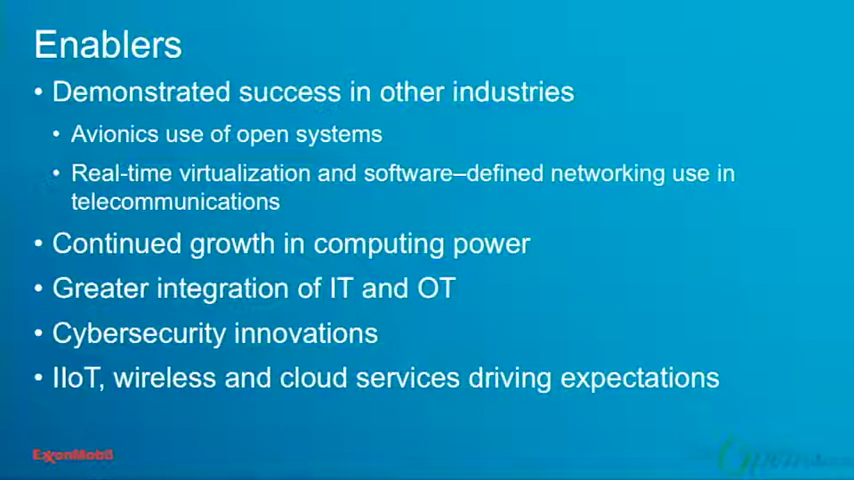 Enablers
• Demonstrated success in other industries
• Avionics use of open systems
• Real-time virtualization and software–defined networking use in
telecommunications
• Continued growth in computing power
• Greater integration of IT and OT
• Cybersecurity innovations
• IIoT, wireless and cloud services driving expectations
ExxonMobil